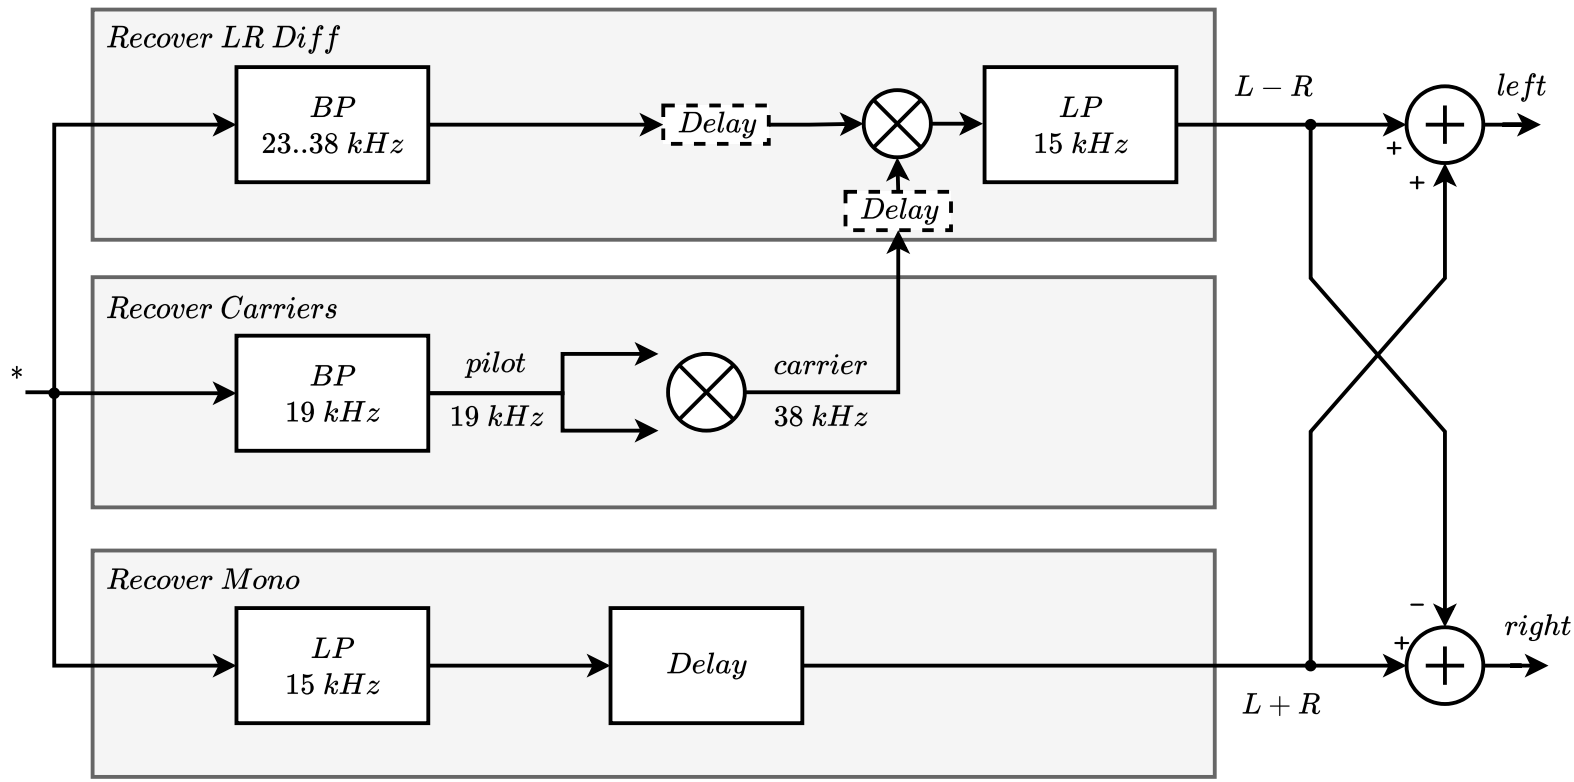 Recover LR Diff
BP
23..38 kHz
Delay
LP
15 kHz
L − R
left
+
+
Delay
Recover Carriers
*
BP
19 kHz
pilot
19 kHz
carrier
38 kHz
Recover Mono
LP
15 kHz
Delay
L + R
−
+
right